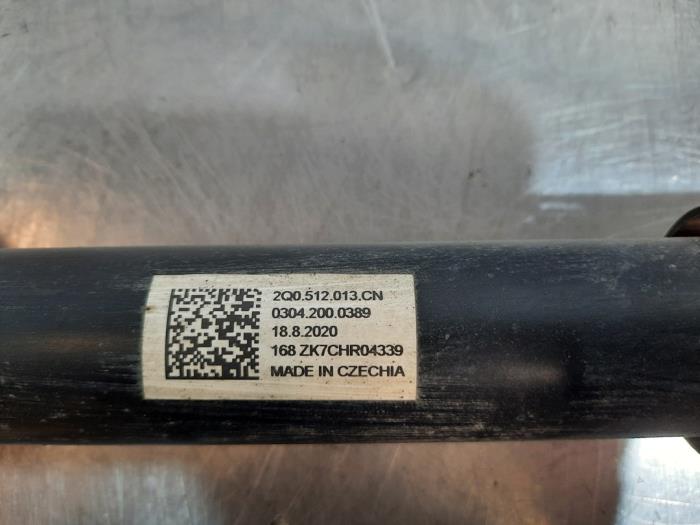 2Q0.512.013.CN
0304.200.0389
18.8.2020
168 ZK7CHR04339
MADE IN CZECHIA